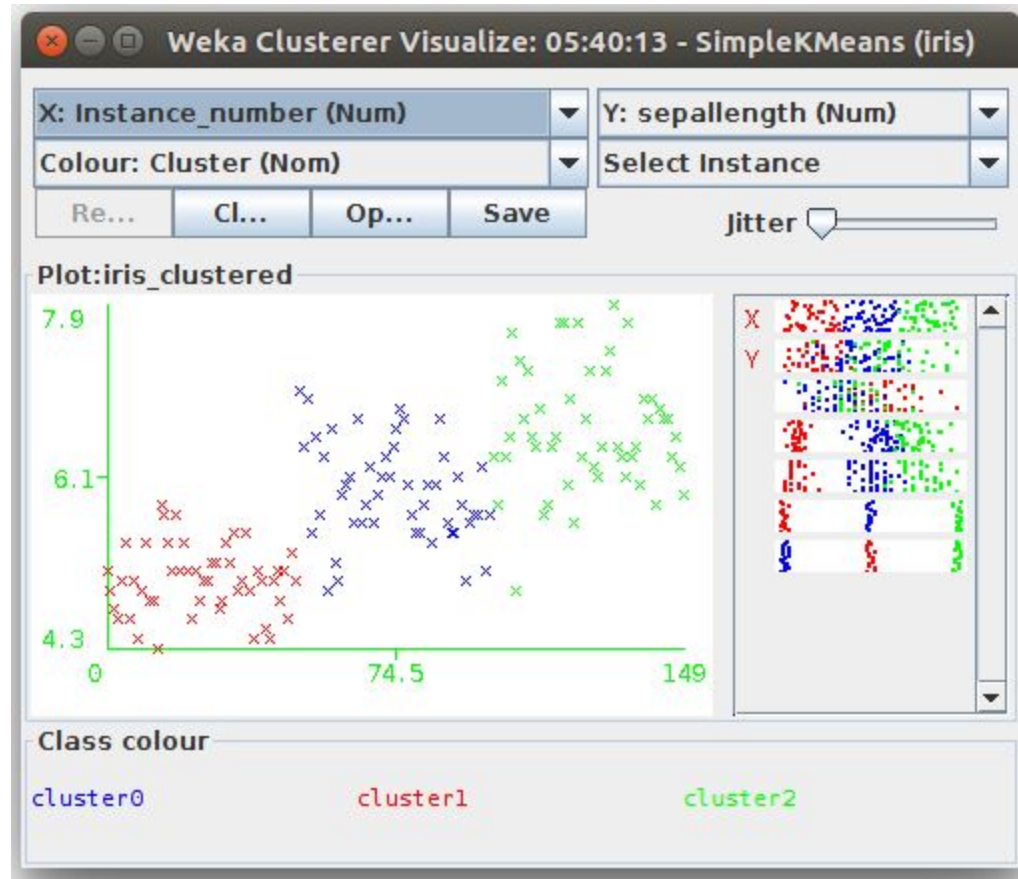 Weka Clusterer Visualize: 05:40:13 - SimpleKMeans (iris)
X: Instance_number (Num)
Y: sepallength (Num)
Colour: Cluster (Nom)
Select Instance
Re...
Cl...
Op...
Save
Jitter
Plot:iris_clustered
7.9
6.1
4.3
0
74.5
149
X
Y
Class colour
cluster0
cluster1
cluster2